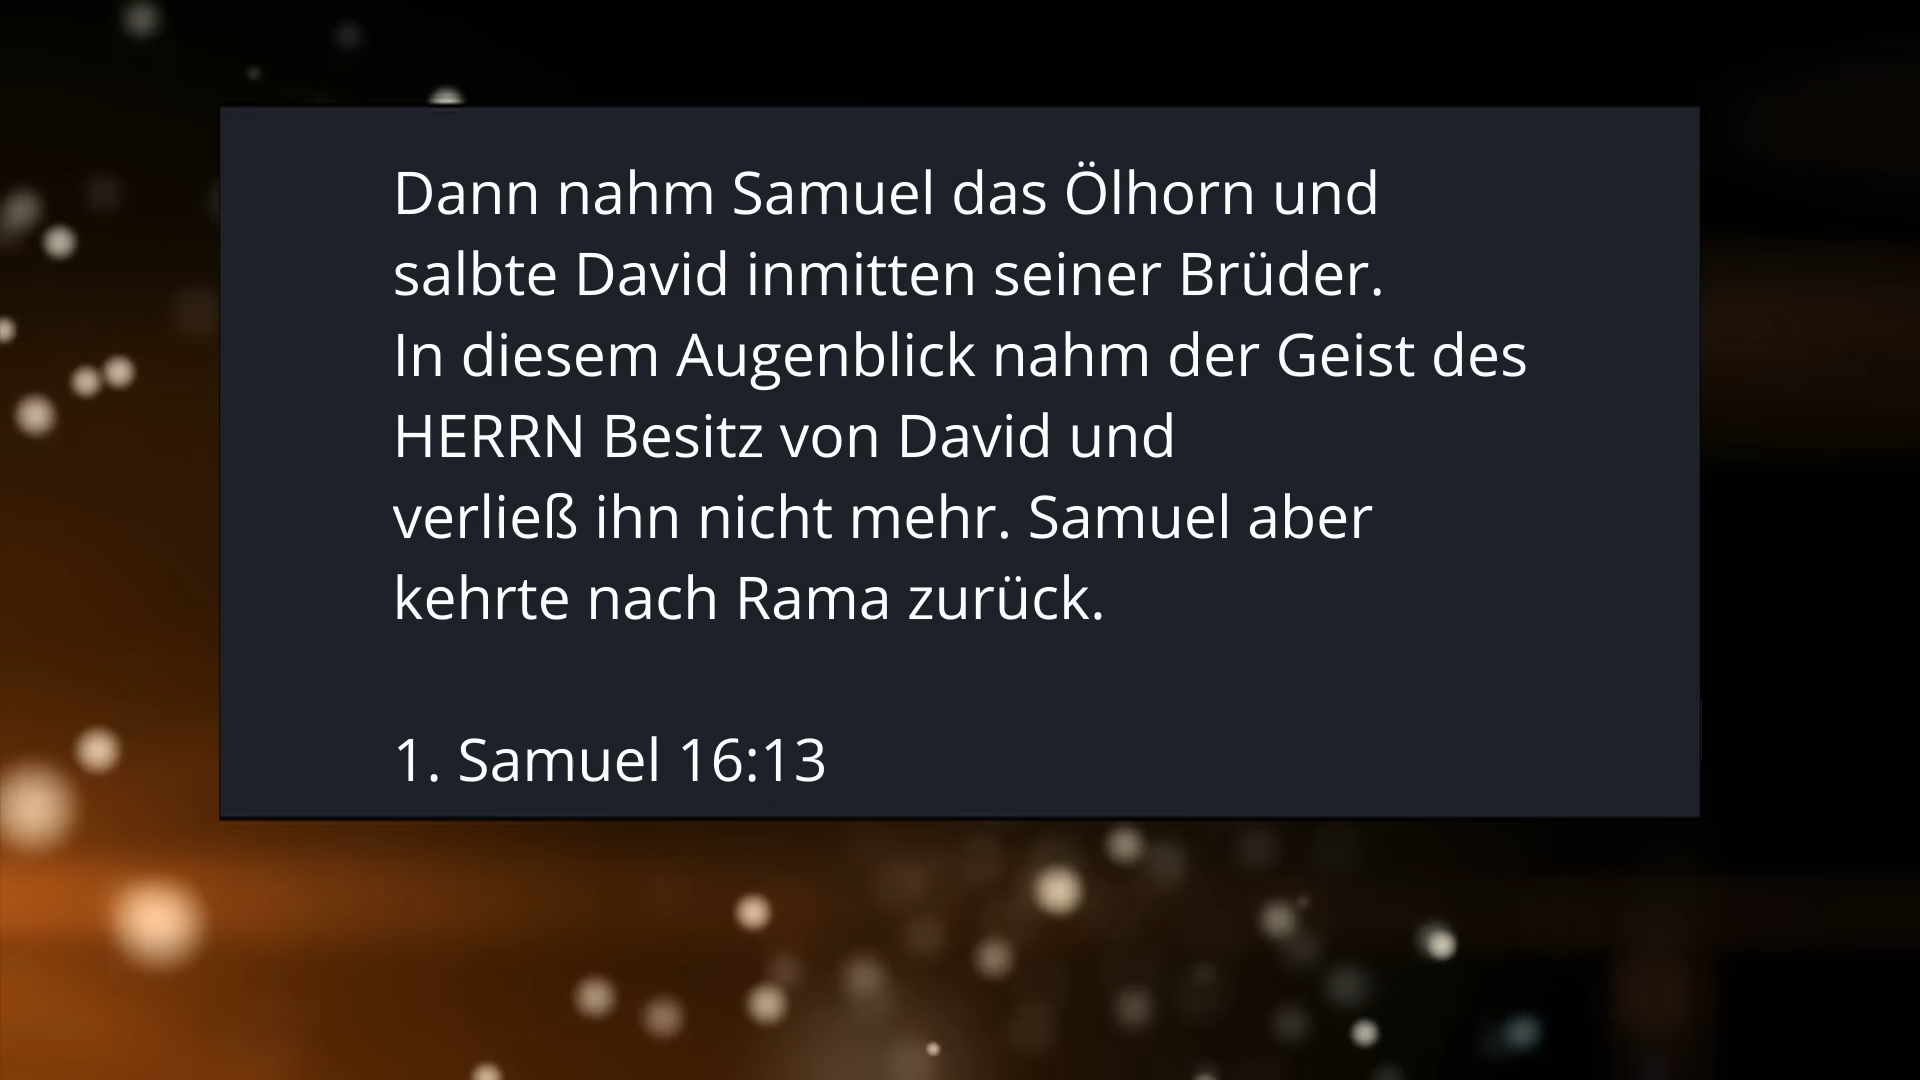 Dann nahm Samuel das Ölhorn und
salbte David inmitten seiner Brüder.
In diesem Augenblick nahm der Geist des
HERRN Besitz von David und
verließ ihn nicht mehr. Samuel aber
kehrte nach Rama zurück.
1. Samuel 16:13